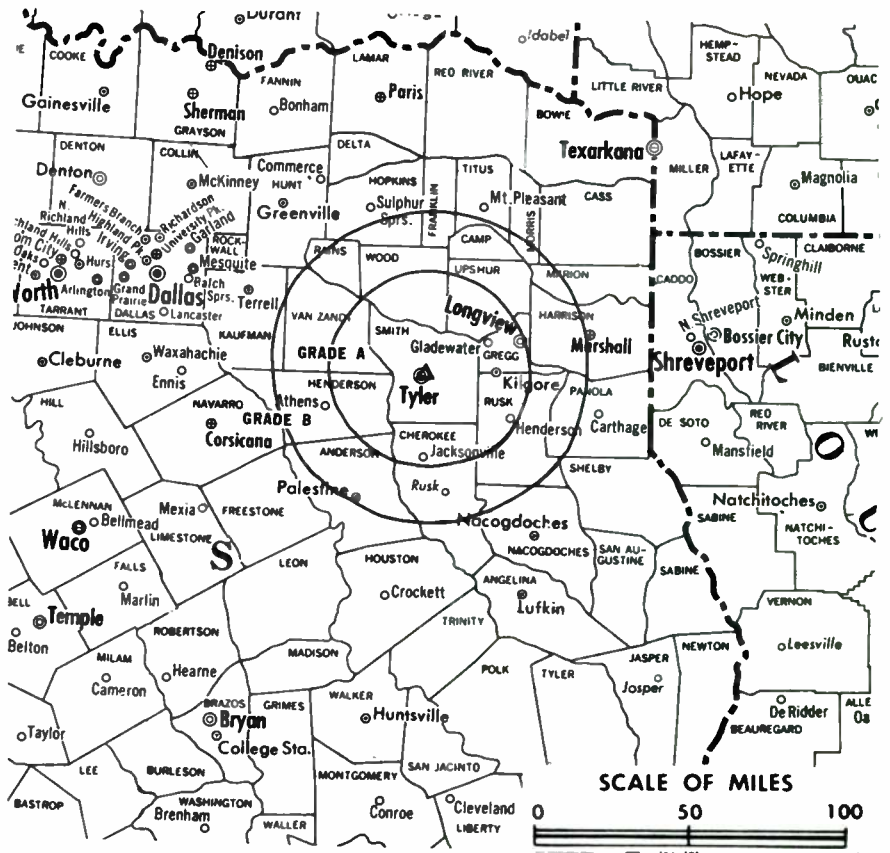 Durant
Idabel
COOKE
Denison
LAMAR
RED RIVER
HEMP-
STEAD
NEVADA
OUAC
LITTLE RIVER
Gainesville
Sherman
GRAYSON
FANNIN
Bonham
Paris
BOWIE
Hope
Texarkana
DENTON
COLLIN
DELTA
MILLER
LAFAY-
ETTE
Denton
McKinney
Commerce
HUNT
HOPKINS
FRANKLIN
TITUS
CASS
Magnolia
Farmers Branch
Richardson
N.
Richland
Hills
Highland Pk.
University Pk.
Irving
Garland
Greenville
Sulphur
Sprs.
Mt. Pleasant
MORRIS
COLUMBIA
ROCK-
WALL
RAINS
WOOD
CAMP
BOSSIER
CLAIBORNE
Springhill
Hurst
Mesquite
UPSHUR
MARION
CADDO
WEB-
STER
Arlington
Grand
Prairie
Dallas
Balch
Sprs.
Terrell
TARRANT
DALLAS
Lancaster
VAN ZANDT
Longview
HARRISON
N. Shreveport
Minden
JOHNSON
ELLIS
KAUFMAN
SMITH
Gladewater
GREGG
Marshall
Bossier City
Shreveport
Cleburne
Waxahachie
Ennis
GRADE A
HENDERSON
Tyler
Kilgore
PANOLA
BIENVILLE
HILL
NAVARRO
Athens
RUSK
GRADE B
Corsicana
Henderson
Carthage
DE SOTO
RED
RIVER
Hillsboro
CHEROKEE
ANDERSON
Jacksonville
Mansfield
SHELBY
Palestine
Rusk
McLENNAN
Bellmead
Mexia
FREESTONE
Natchitoches
Waco
LIMESTONE
S
Nacogdoches
SABINE
NATCHI-
TOCHES
O
FALLS
LEON
HOUSTON
NACOGDOCHES
SAN AU-
GUSTINE
SABINE
Marlin
Crockett
ANGELINA
Lufkin
VERNON
BELL
Temple
Belton
ROBERTSON
TRINITY
MILAM
MADISON
POLK
TYLER
JASPER
NEWTON
Leesville
Cameron
Hearne
Jasper
BRAZOS
Bryan
GRIMES
WALKER
Huntsville
De Ridder
ALLE
Oa
BEAUREGARD
Taylor
College Sta.
LEE
BURLESON
MONTGOMERY
SAN JACINTO
SCALE OF MILES
BASTROP
WASHINGTON
Brenham
WALLER
Conroe
Cleveland
LIBERTY
0 50 100